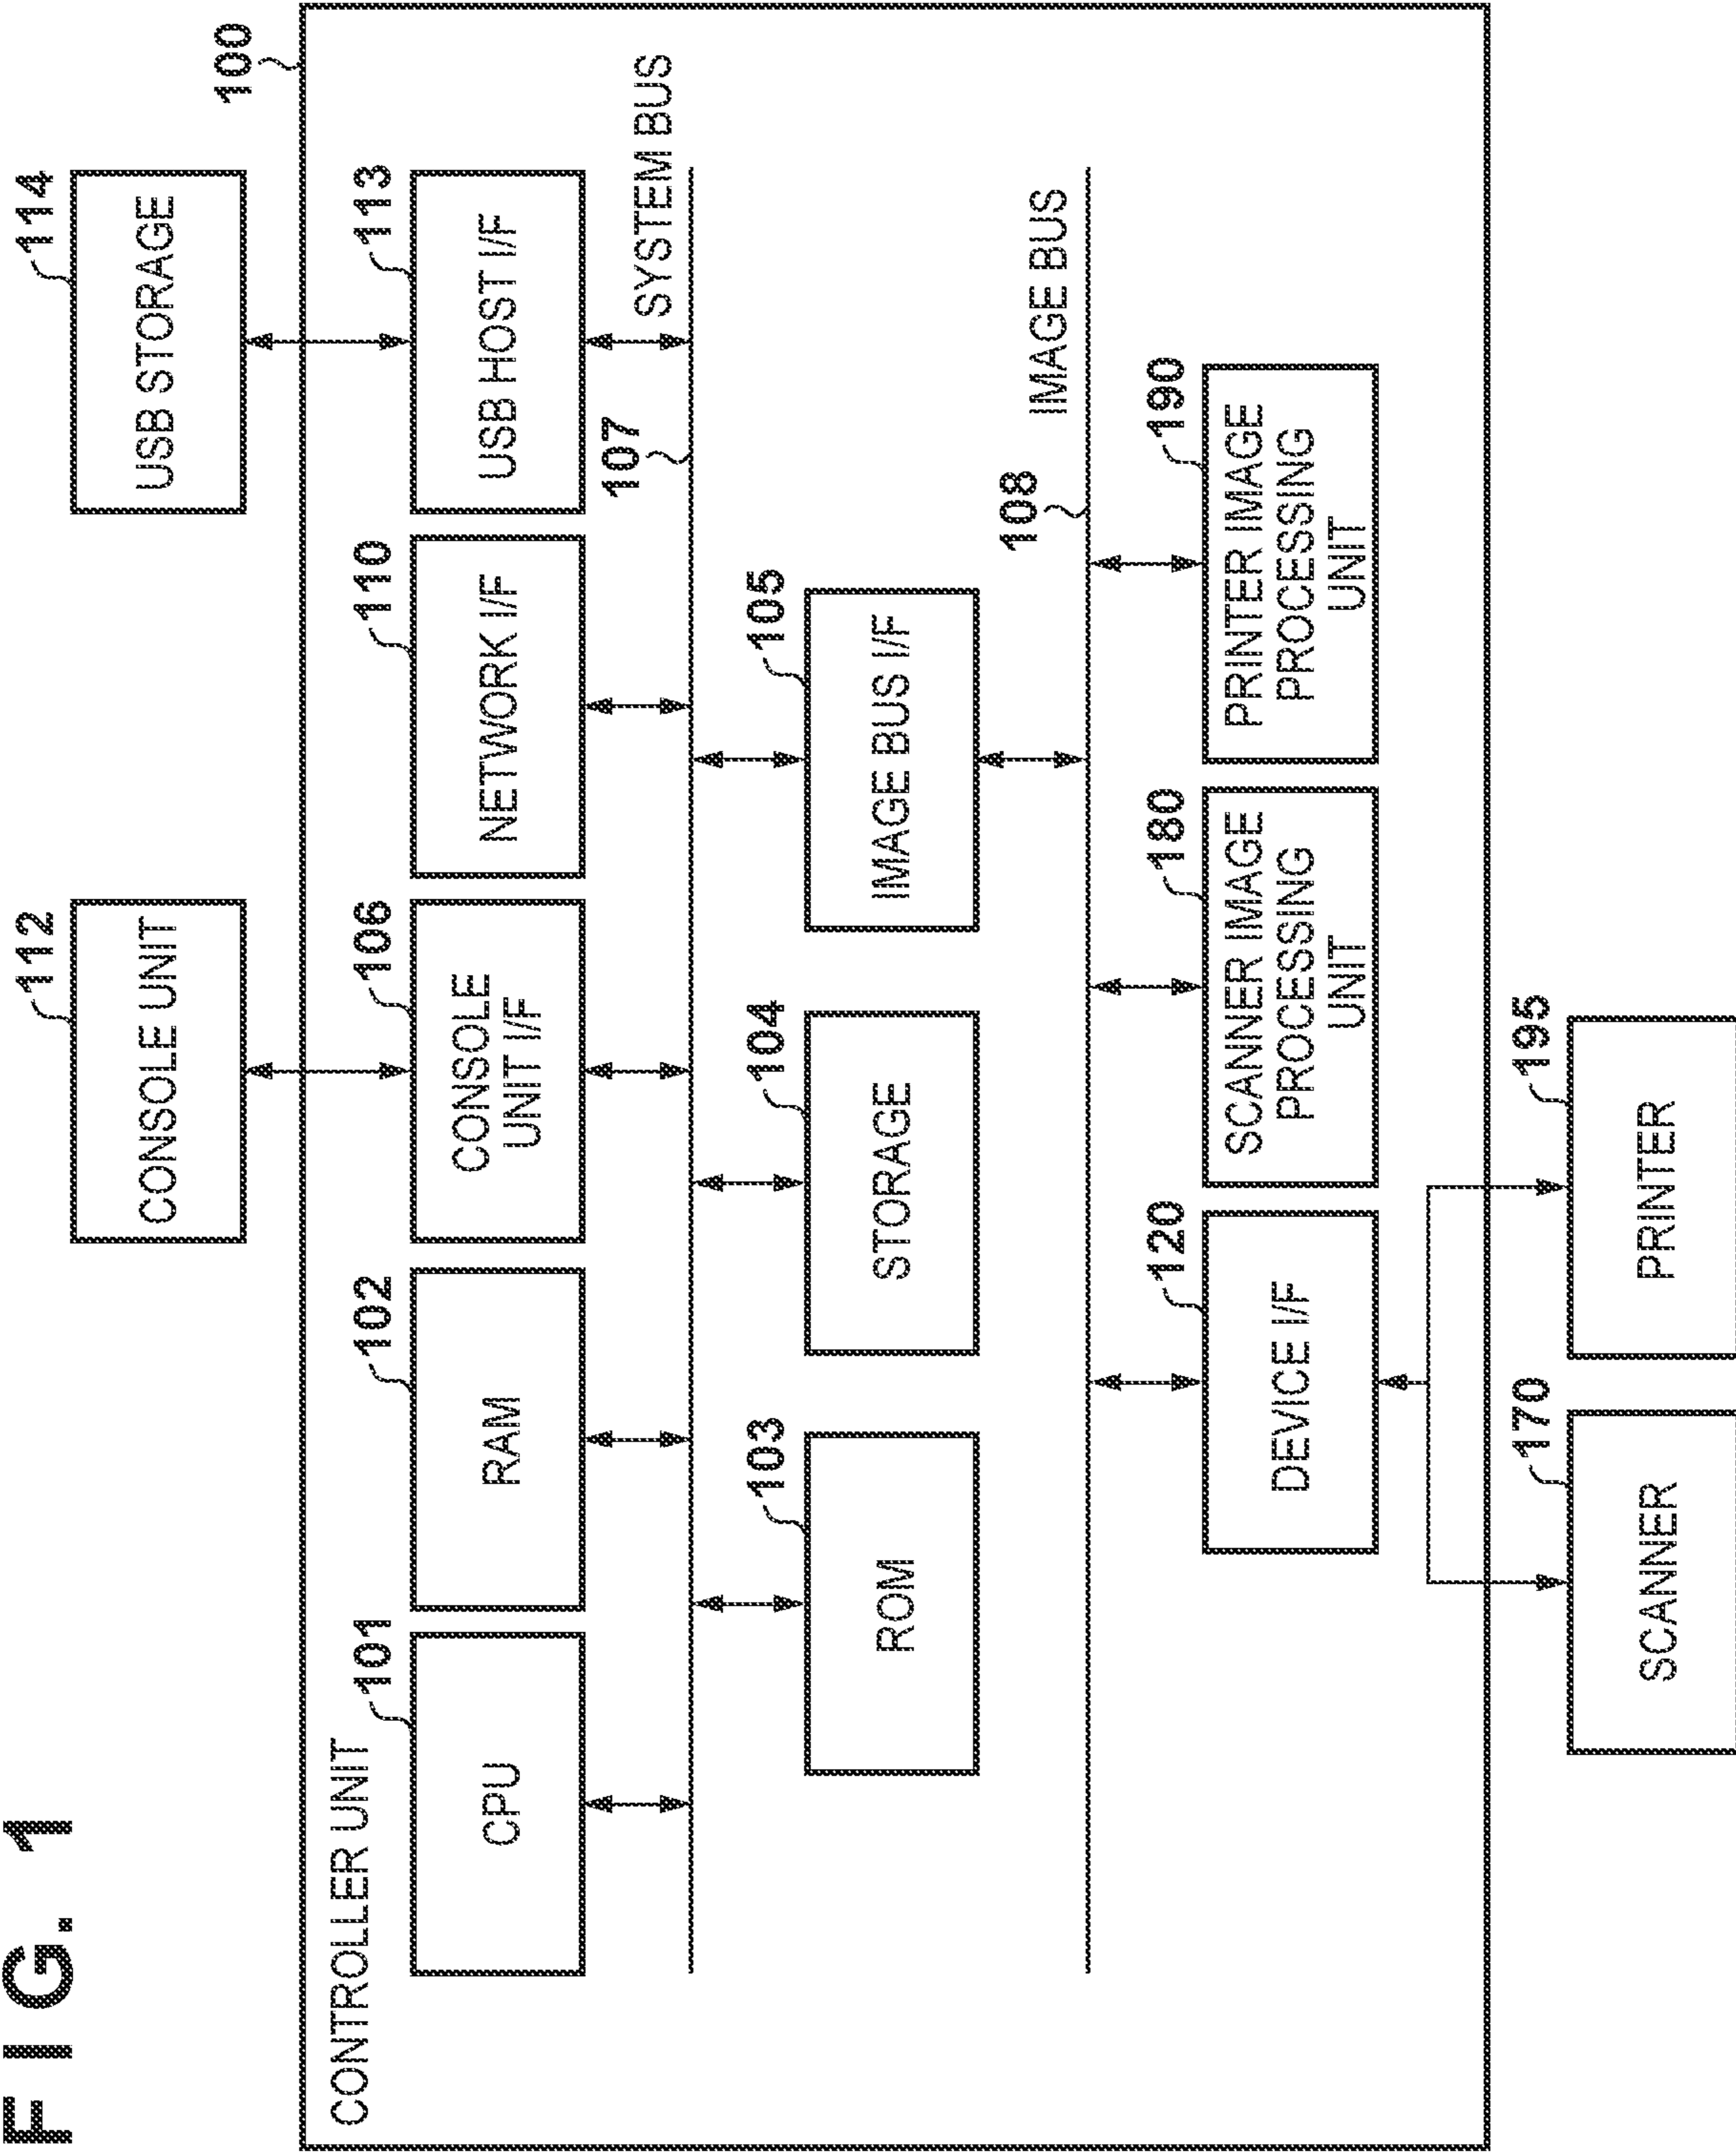 FIG. 1
112
CONSOLE UNIT
114
USB STORAGE
100
CONTROLLER UNIT
101
CPU
102
RAM
106
CONSOLE
UNIT I/F
110
NETWORK I/F
113
USB HOST I/F
107
SYSTEM BUS
103
ROM
104
STORAGE
105
IMAGE BUS I/F
108
IMAGE BUS
120
DEVICE I/F
180
SCANNER IMAGE
PROCESSING
UNIT
190
PRINTER IMAGE
PROCESSING
UNIT
170
SCANNER
195
PRINTER